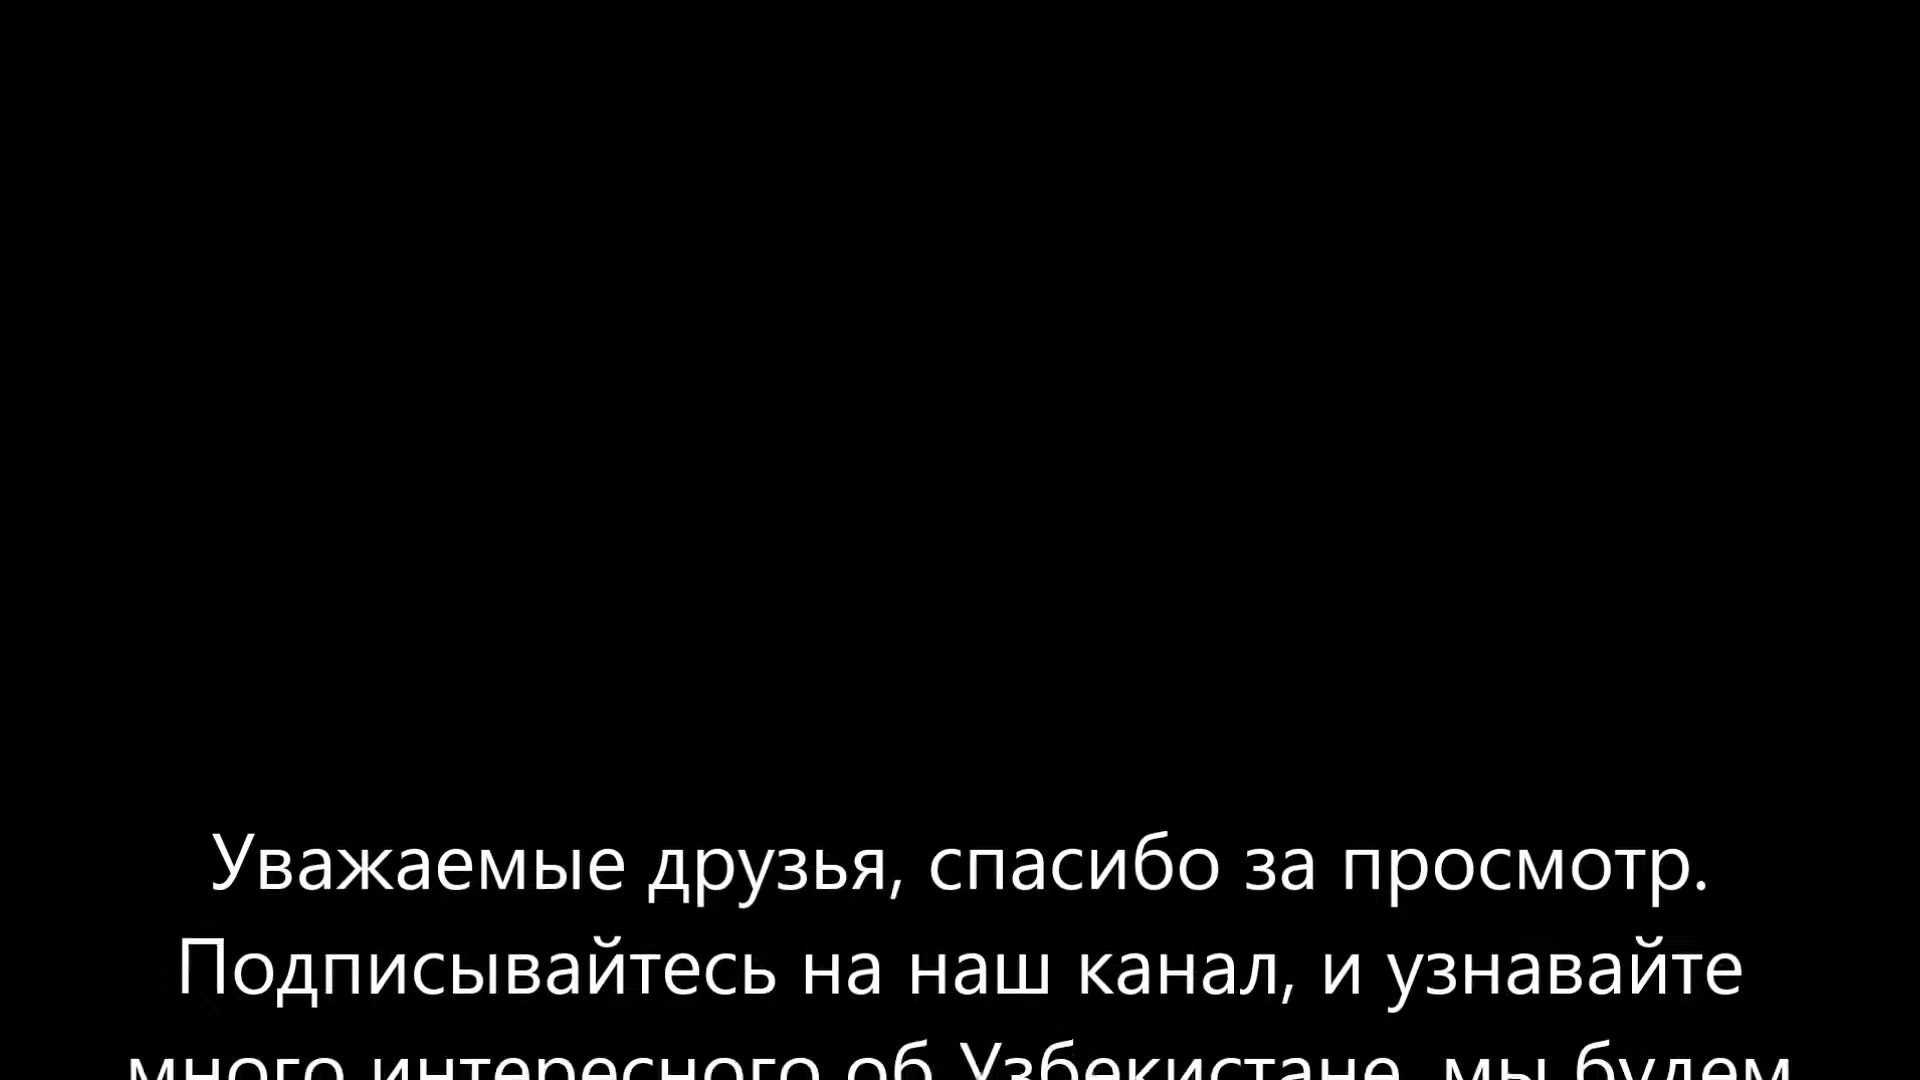 Уважаемые друзья, спасибо за просмотр.
Подписывайтесь на наш канал, и узнавайте
много интересного об Узбекистане, мы будем